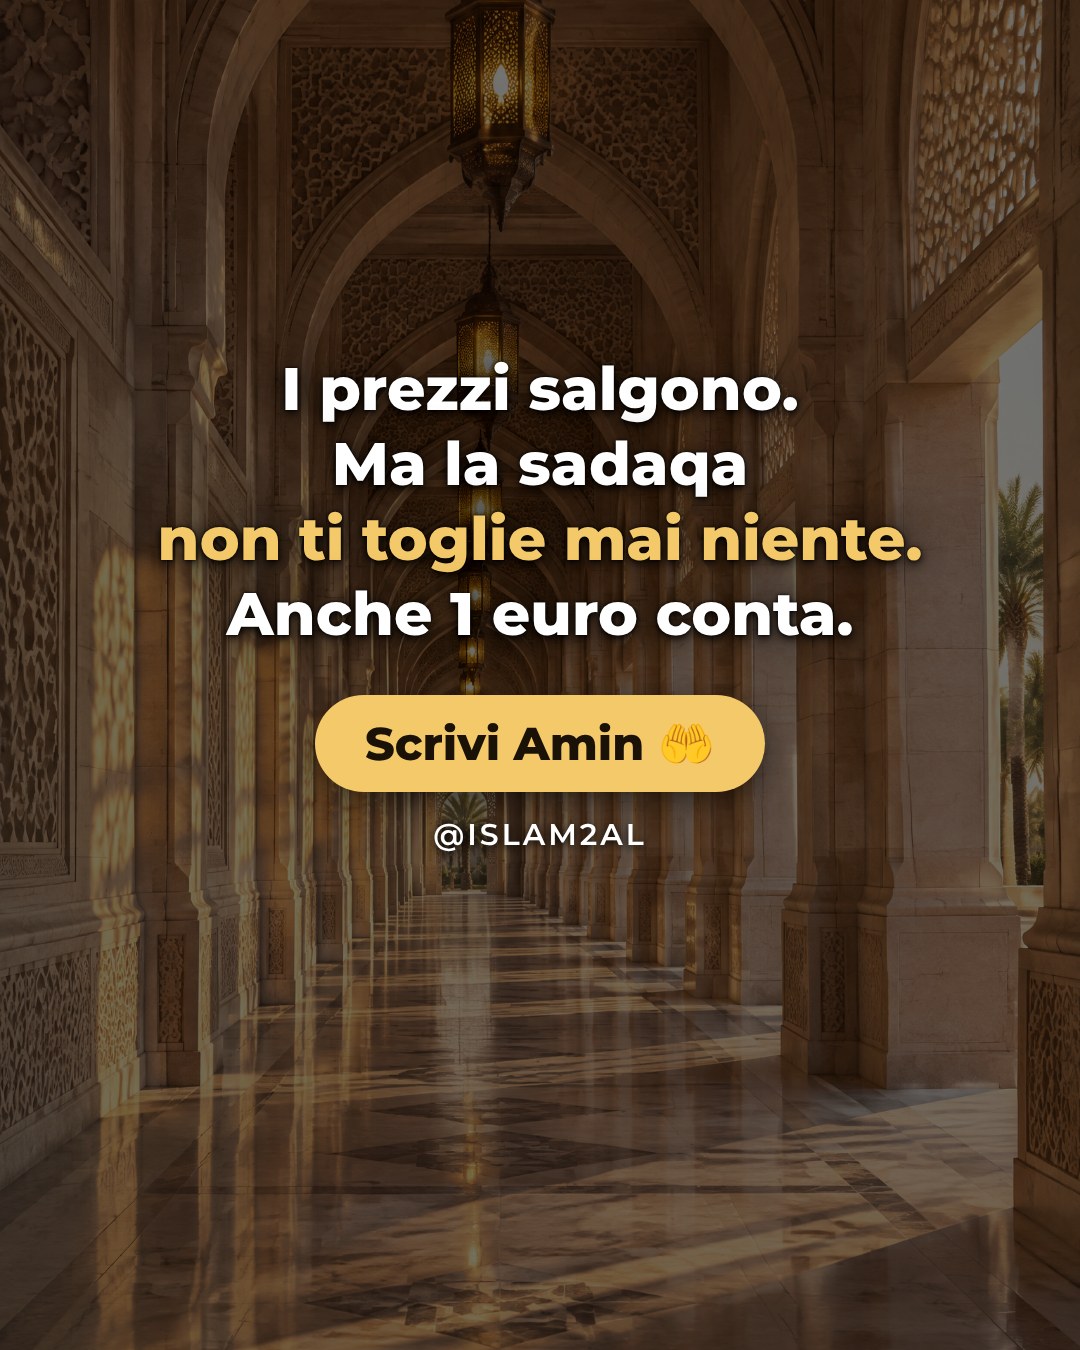 I prezzi salgono.
Ma la sadaqa
non ti toglie mai niente.
Anche 1 euro conta.
Scrivi Amin 🤲
@ISLAM2AL